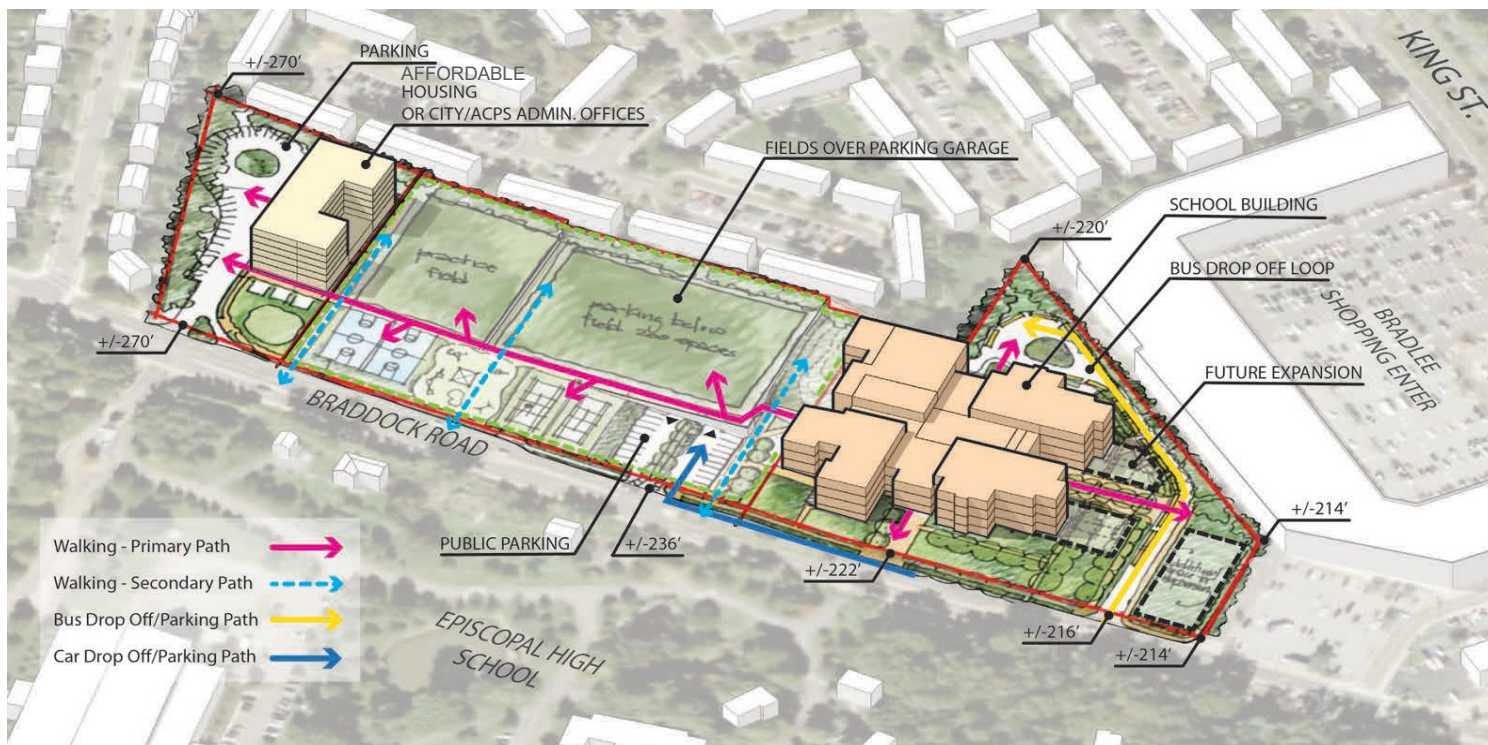 KING ST.
PARKING
+/-270’
AFFORDABLE
HOUSING
OR CITY/ACPS ADMIN. OFFICES
FIELDS OVER PARKING GARAGE
SCHOOL BUILDING
+/-220’
BUS DROP OFF LOOP
BRADLEE
SHOPPING ENTER
FUTURE EXPANSION
practice
field
parking below
field 200 spaces
+/-270’
BRADDOCK ROAD
PUBLIC PARKING
+/-236’
+/-222’
+/-214’
+/-216’
+/-214’
EPISCOPAL HIGH
SCHOOL
Walking - Primary Path
Walking - Secondary Path
Bus Drop Off/Parking Path
Car Drop Off/Parking Path